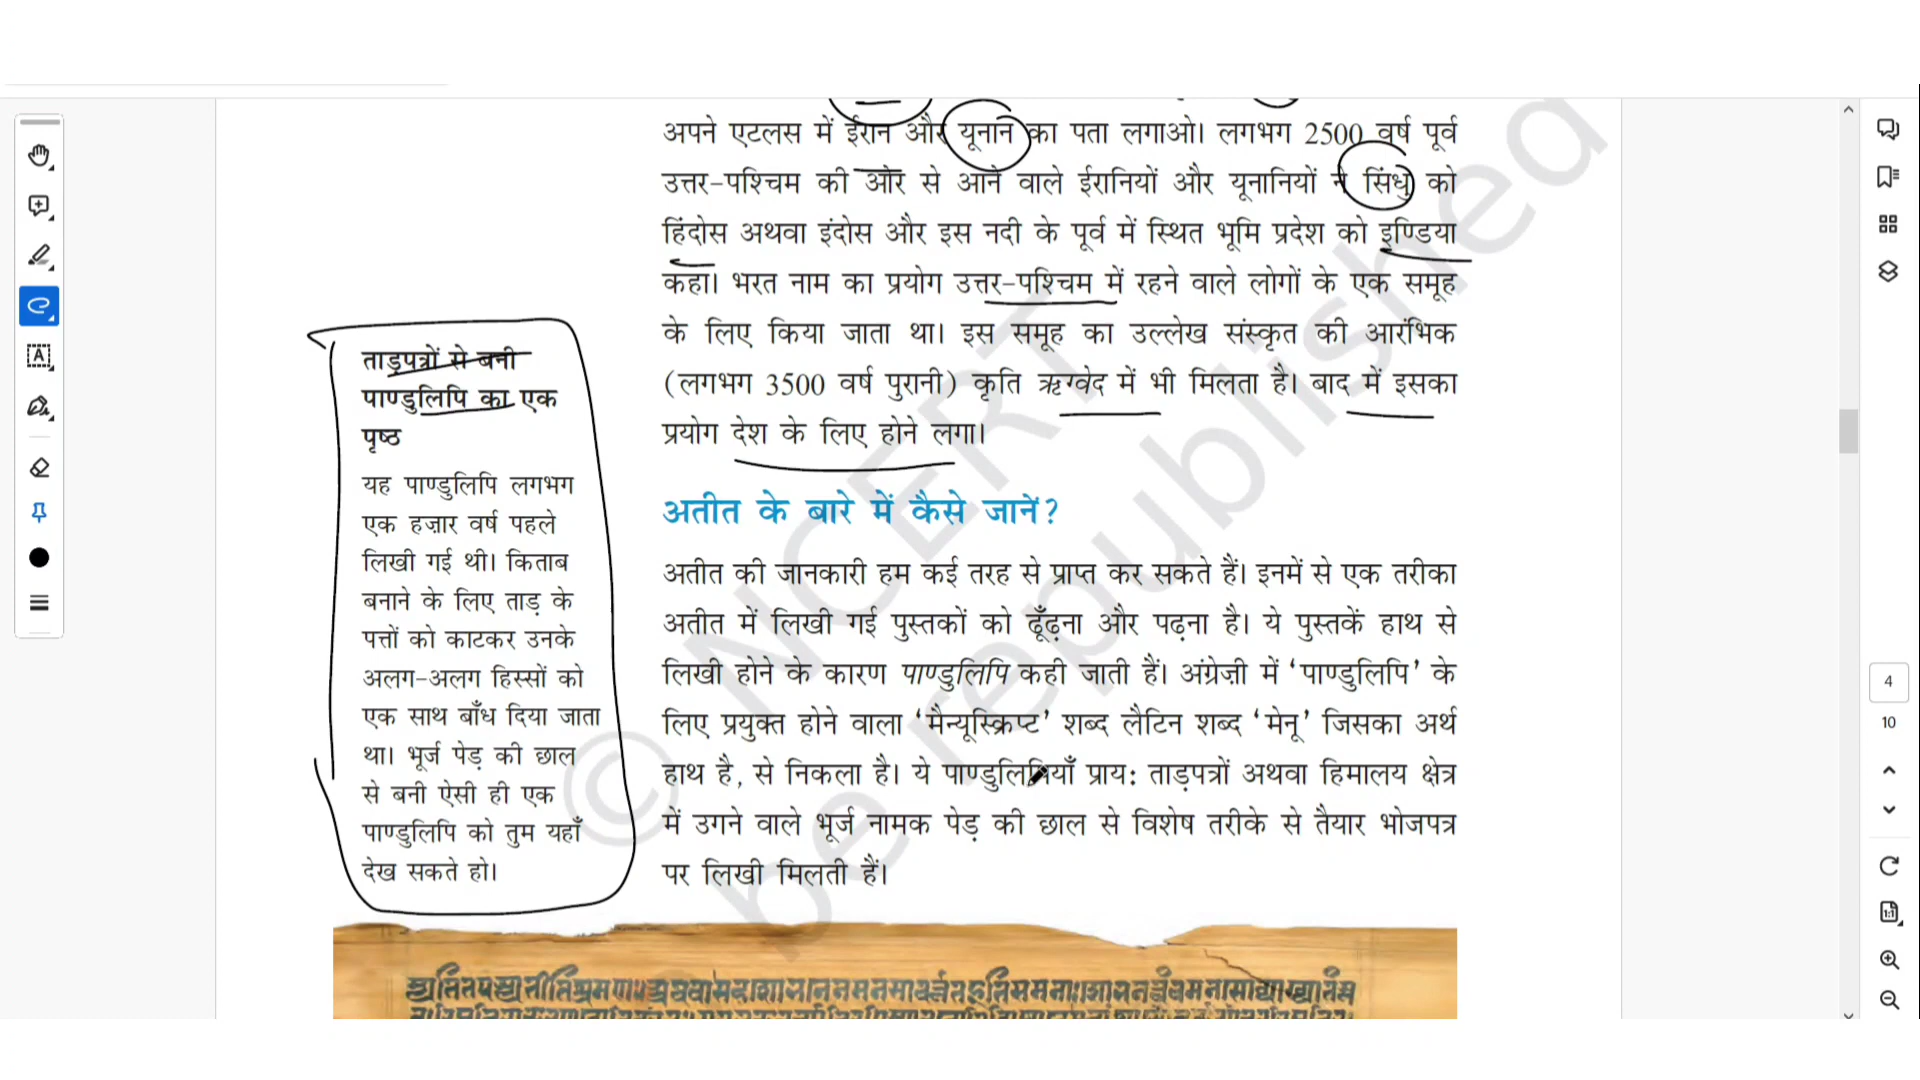 अपने एटलस में ईरान और यूनान का पता लगाओ। लगभग 2500 वर्ष पूर्व
उत्तर-पश्चिम की ओर से आने वाले ईरानियों और यूनानियों ने सिंधु को
हिंदोस अथवा इंदोस और इस नदी के पूर्व में स्थित भूमि प्रदेश को इण्डिया
कहा। भरत नाम का प्रयोग उत्तर-पश्चिम में रहने वाले लोगों के एक समूह
के लिए किया जाता था। इस समूह का उल्लेख संस्कृत की आरंभिक
(लगभग 3500 वर्ष पुरानी) कृति ऋग्वेद में भी मिलता है। बाद में इसका
प्रयोग देश के लिए होने लगा।
ताड़पत्रों से बनी
पाण्डुलिपि का एक
पृष्ठ
यह पाण्डुलिपि लगभग
एक हज़ार वर्ष पहले
लिखी गई थी। किताब
बनाने के लिए ताड़ के
पत्तों को काटकर उनके
अलग-अलग हिस्सों को
एक साथ बाँध दिया जाता
था। भूर्ज पेड़ की छाल
से बनी ऐसी ही एक
पाण्डुलिपि को तुम यहाँ
देख सकते हो।
अतीत के बारे में कैसे जानें?
अतीत की जानकारी हम कई तरह से प्राप्त कर सकते हैं। इनमें से एक तरीका
अतीत में लिखी गई पुस्तकों को ढूँढ़ना और पढ़ना है। ये पुस्तकें हाथ से
लिखी होने के कारण पाण्डुलिपि कही जाती हैं। अंग्रेज़ी में ‘पाण्डुलिपि’ के
लिए प्रयुक्त होने वाला ‘मैन्यूस्क्रिप्ट’ शब्द लैटिन शब्द ‘मेनू’ जिसका अर्थ
हाथ है, से निकला है। ये पाण्डुलिपियाँ प्राय: ताड़पत्रों अथवा हिमालय क्षेत्र
में उगने वाले भूर्ज नामक पेड़ की छाल से विशेष तरीके से तैयार भोजपत्र
पर लिखी मिलती हैं।
© NCERT
be republished
4
10